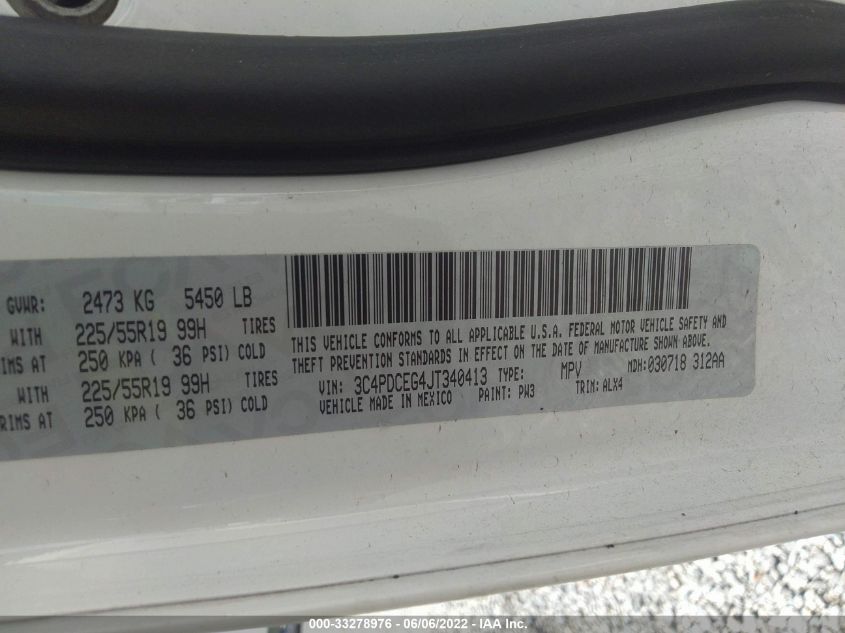 GVWR: 2473 KG 5450 LB
WITH 225/55R19 99H TIRES
IMS AT 250 KPA ( 36 PSI) COLD
WITH 225/55R19 99H TIRES
RIMS AT 250 KPA ( 36 PSI) COLD
THIS VEHICLE CONFORMS TO ALL APPLICABLE U.S.A. FEDERAL MOTOR VEHICLE SAFETY AND
THEFT PREVENTION STANDARDS IN EFFECT ON THE DATE OF MANUFACTURE SHOWN ABOVE.
VIN: 3C4PDCEG4JT340413 TYPE: MPV MDH: 030718 312AA
VEHICLE MADE IN MEXICO PAINT: PW3 TRIM: ALX4
000-33278976 - 06/06/2022 - IAA Inc.